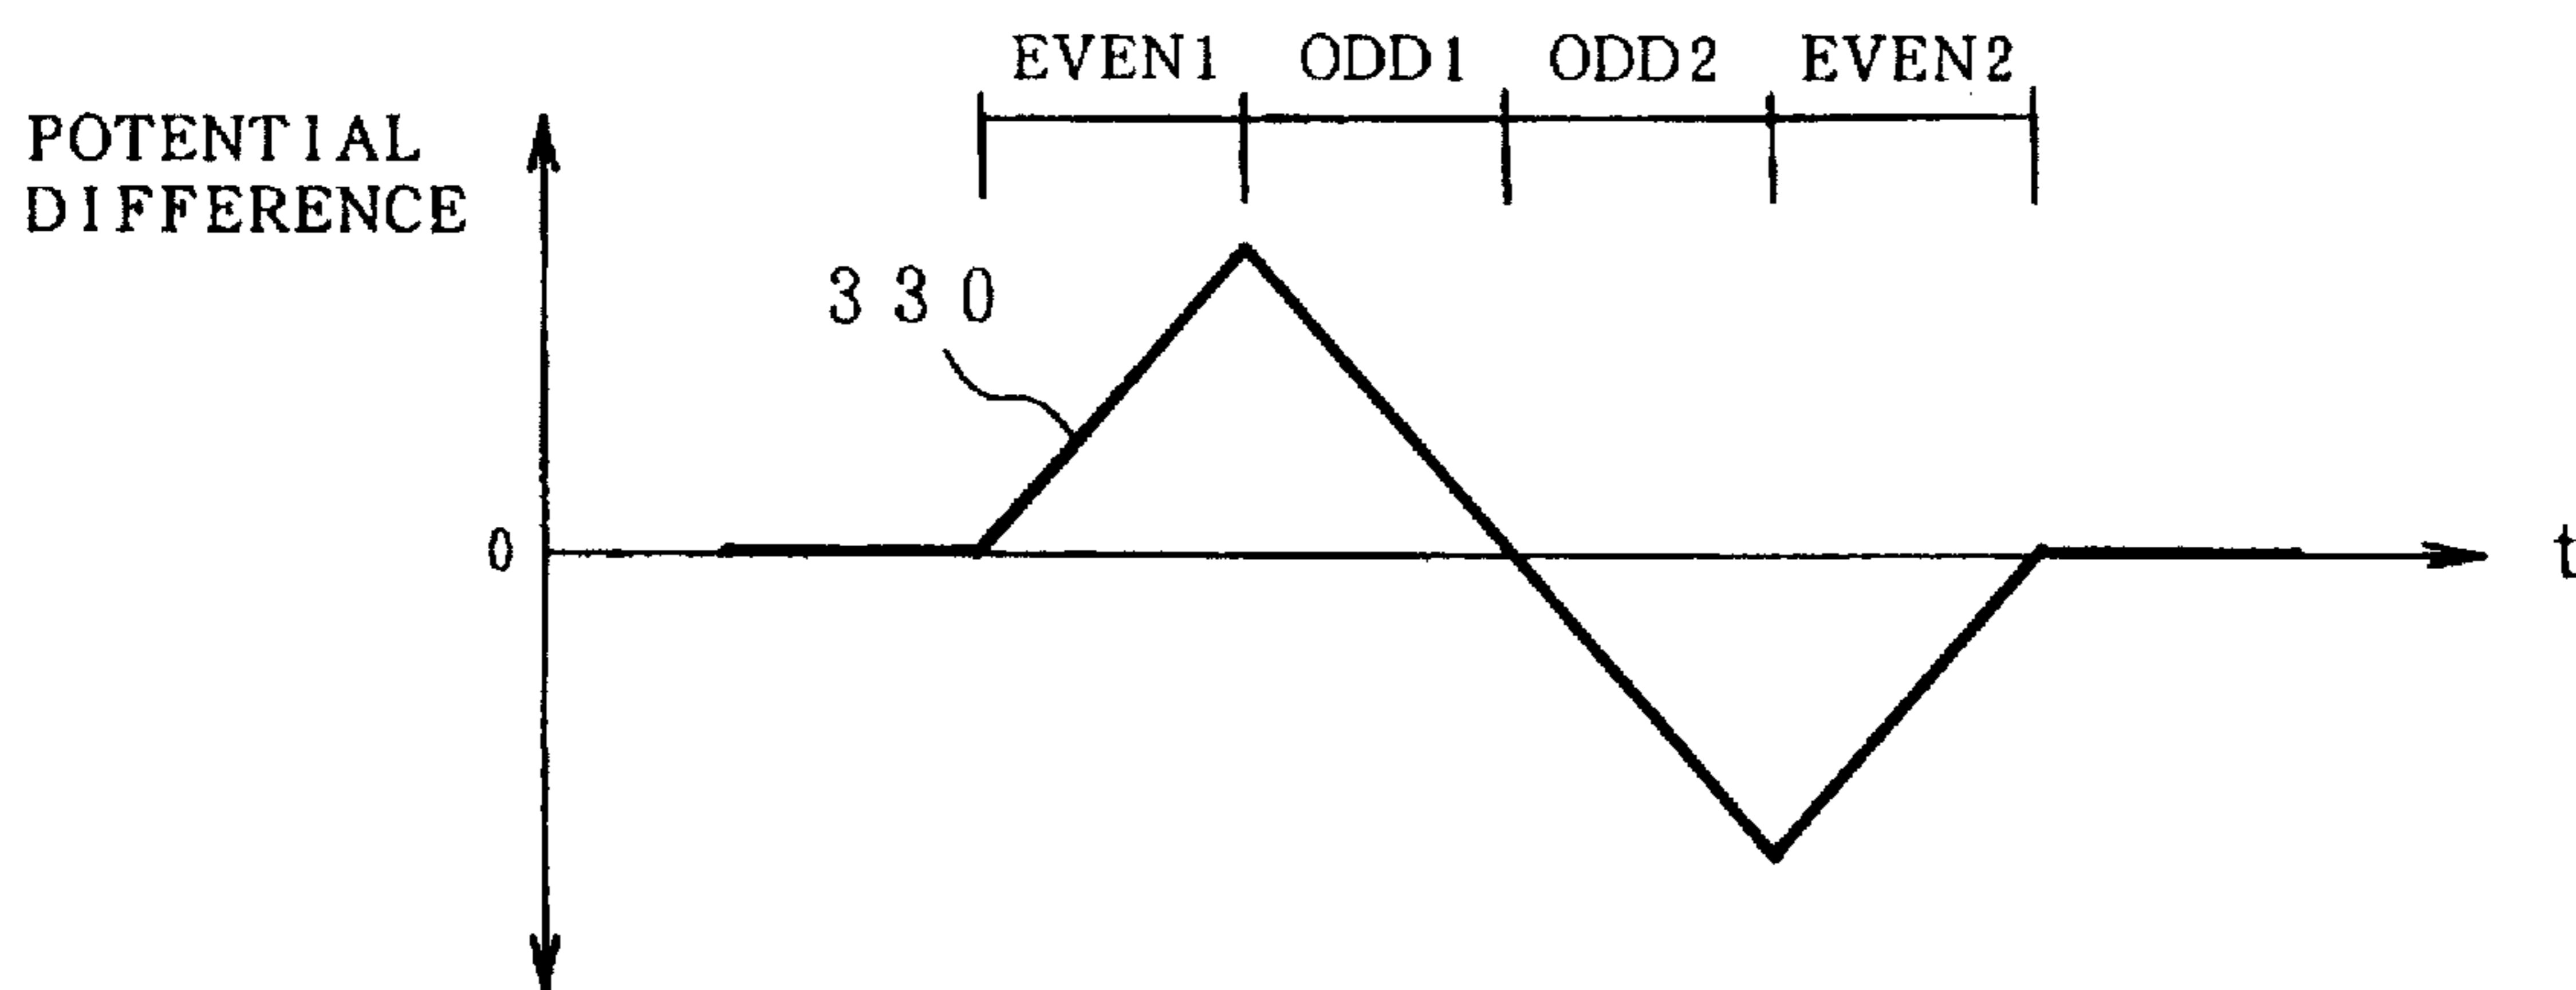 EVEN1 ODD1 ODD2 EVEN2
POTENTIAL
DIFFERENCE
330
0
t